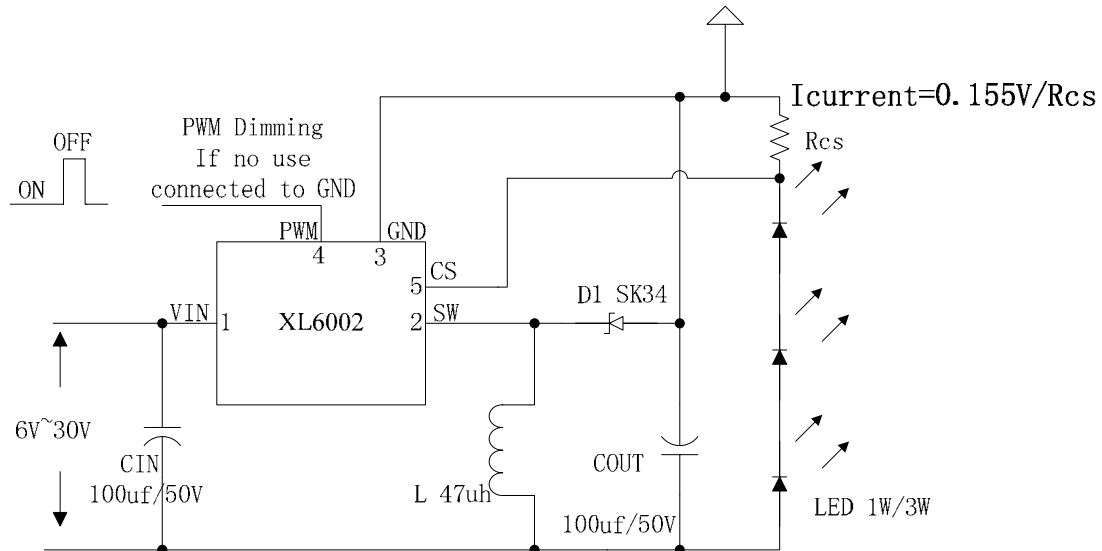 Icurrent=0.155V/Rcs
PWM Dimming
If no use
connected to GND
OFF
ON
Rcs
PWM
GND
4
3
CS
5
VIN
1
XL6002
2
SW
D1 SK34
6V~30V
CIN
100uf/50V
L 47uh
COUT
100uf/50V
LED 1W/3W